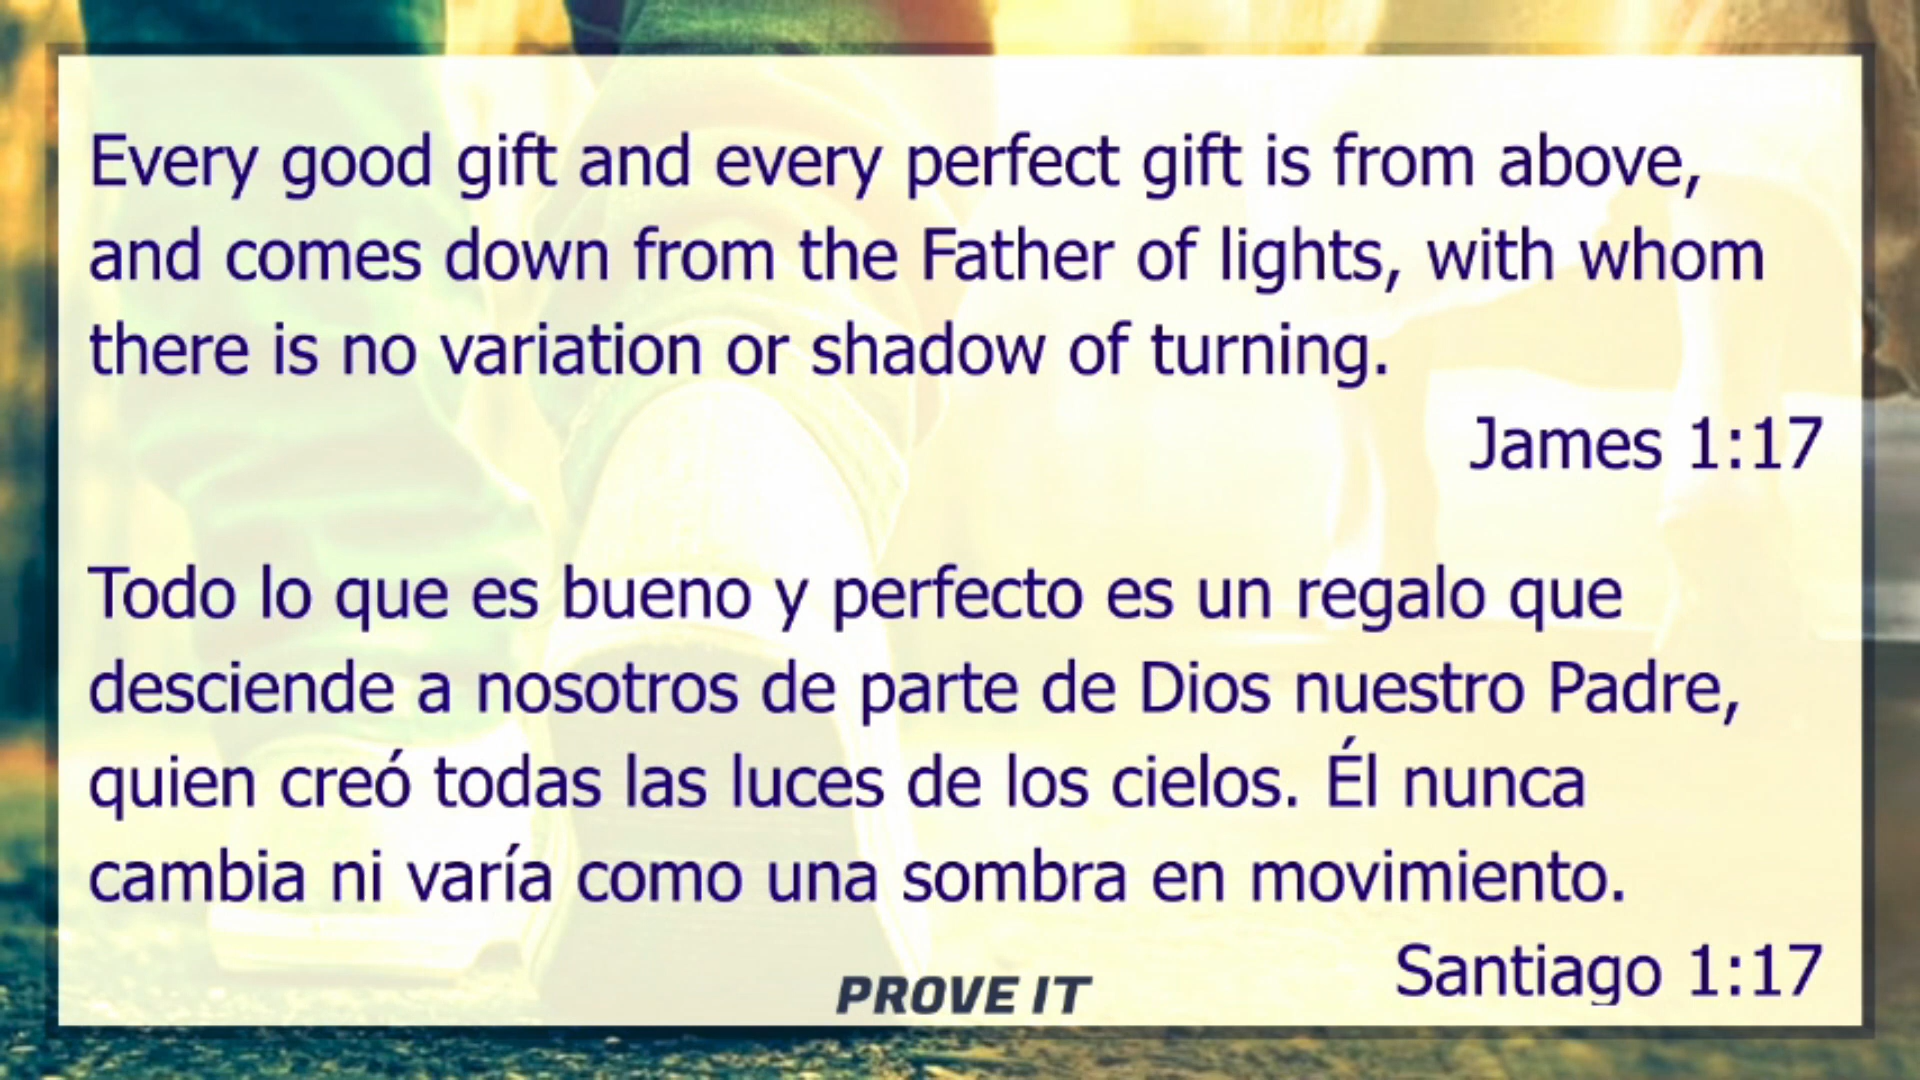 Every good gift and every perfect gift is from above,
and comes down from the Father of lights, with whom
there is no variation or shadow of turning.
James 1:17
Todo lo que es bueno y perfecto es un regalo que
desciende a nosotros de parte de Dios nuestro Padre,
quien creó todas las luces de los cielos. Él nunca
cambia ni varía como una sombra en movimiento.
Santiago 1:17
PROVE IT